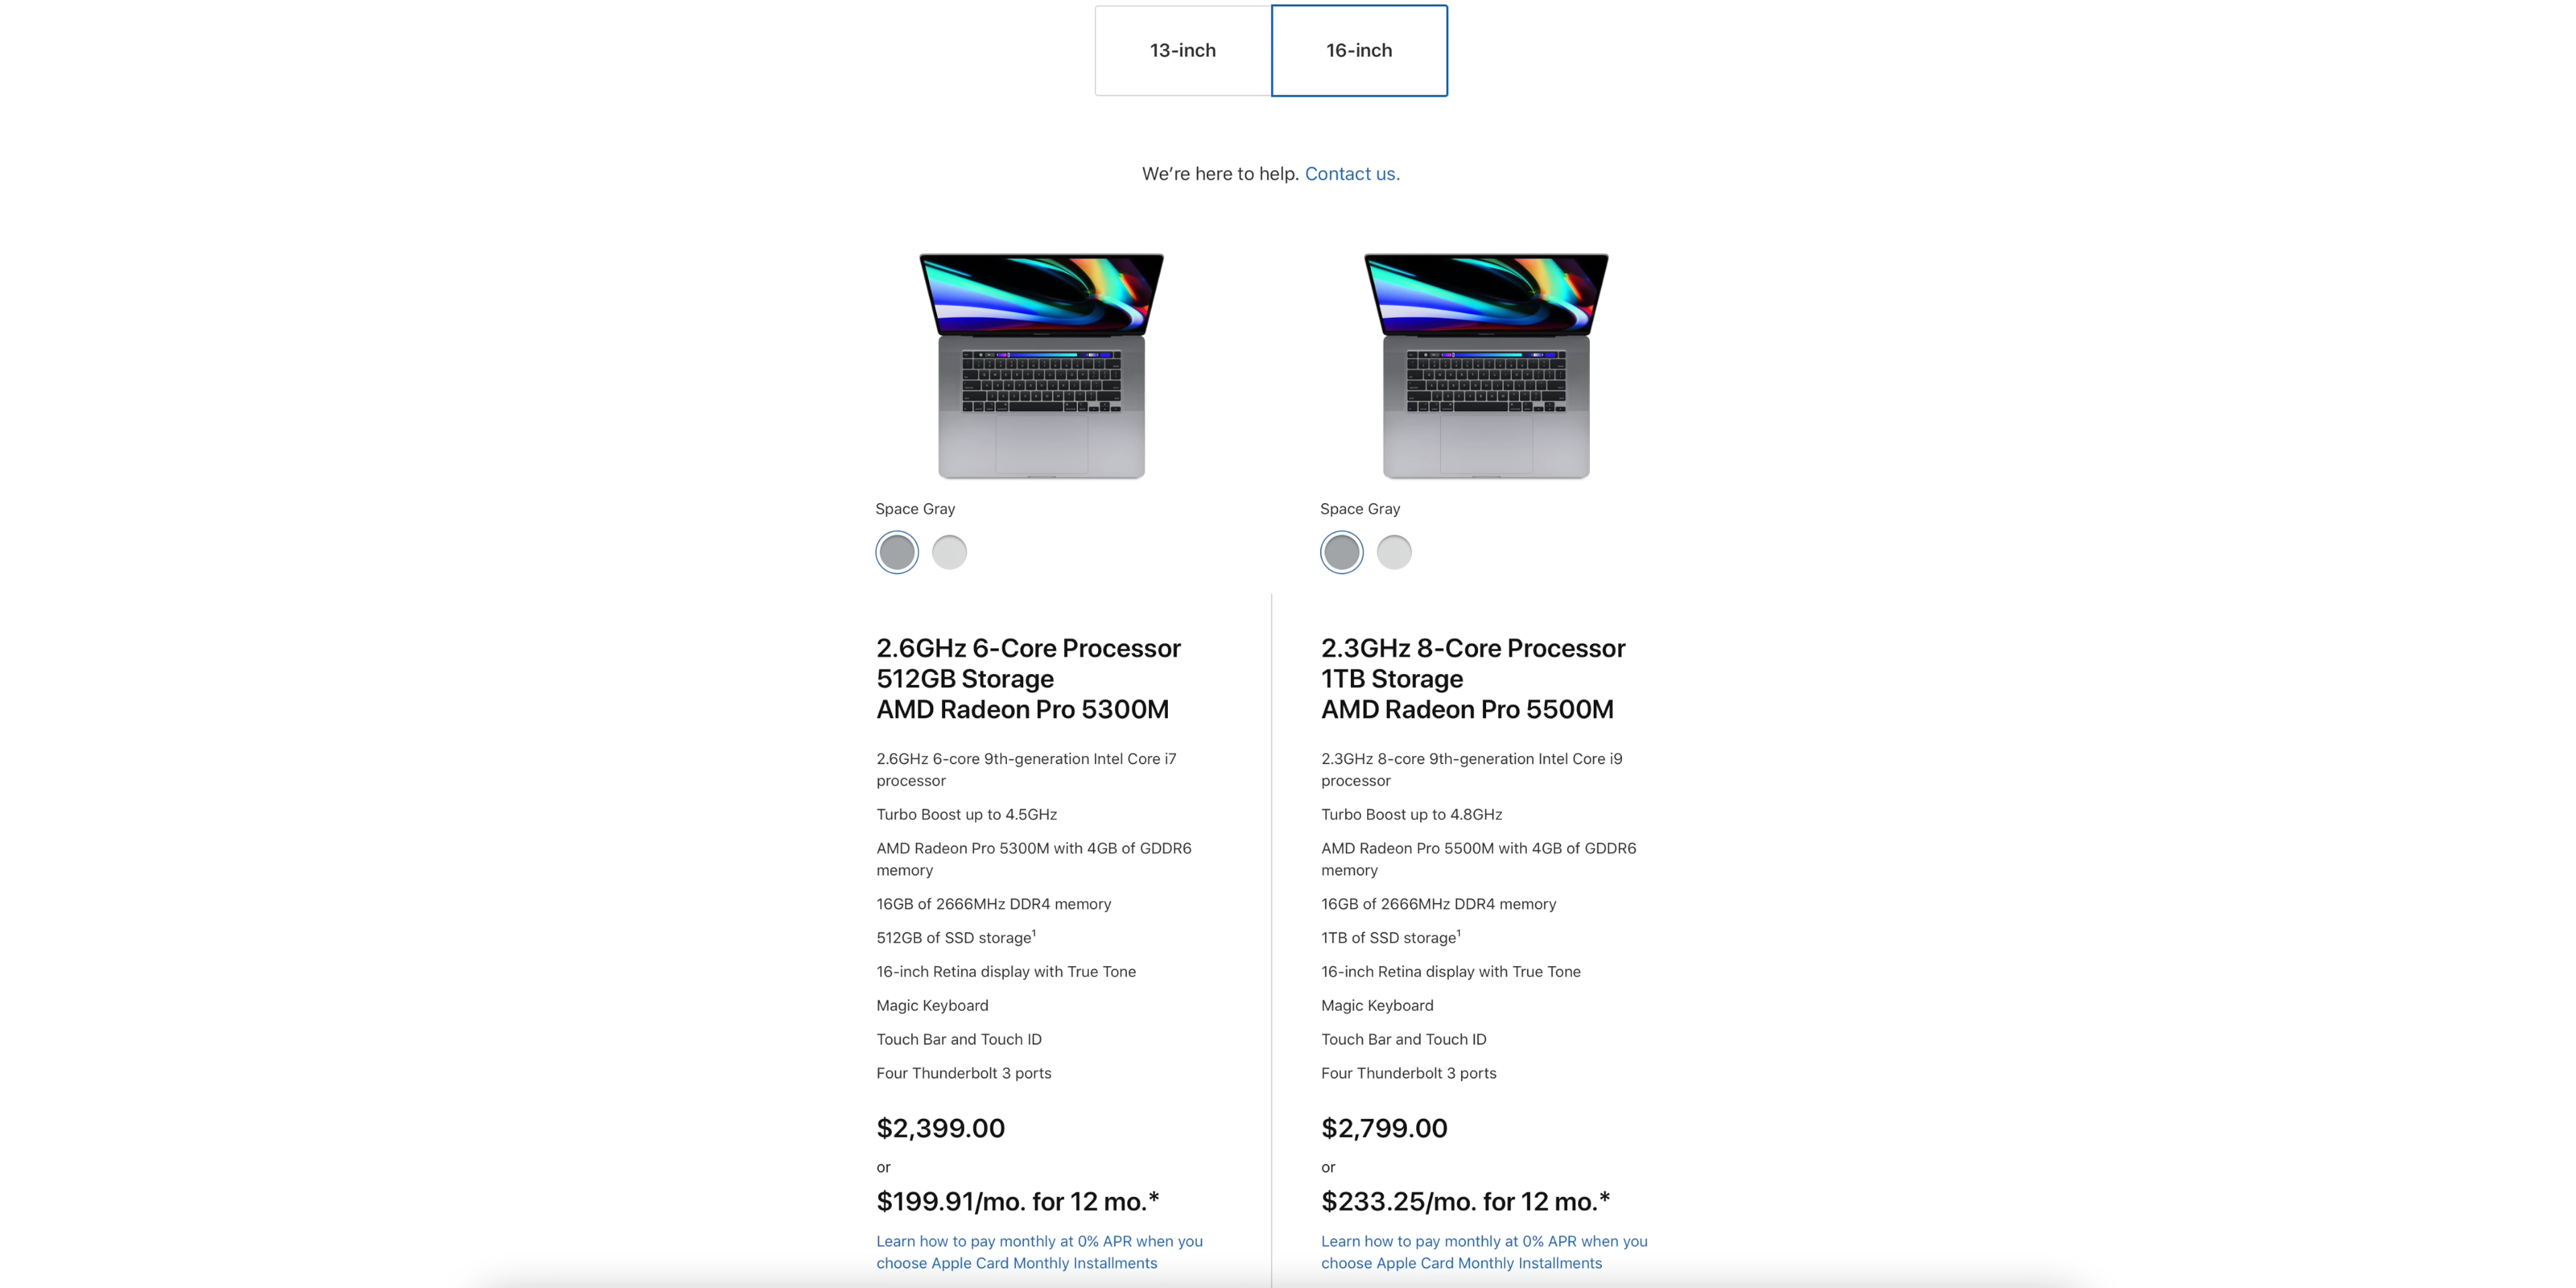 13-inch
16-inch
We’re here to help. Contact us.
Space Gray
2.6GHz 6-Core Processor
512GB Storage
AMD Radeon Pro 5300M
2.6GHz 6-core 9th-generation Intel Core i7
processor
Turbo Boost up to 4.5GHz
AMD Radeon Pro 5300M with 4GB of GDDR6
memory
16GB of 2666MHz DDR4 memory
512GB of SSD storage¹
16-inch Retina display with True Tone
Magic Keyboard
Touch Bar and Touch ID
Four Thunderbolt 3 ports
$2,399.00
or
$199.91/mo. for 12 mo.*
Learn how to pay monthly at 0% APR when you
choose Apple Card Monthly Installments
Space Gray
2.3GHz 8-Core Processor
1TB Storage
AMD Radeon Pro 5500M
2.3GHz 8-core 9th-generation Intel Core i9
processor
Turbo Boost up to 4.8GHz
AMD Radeon Pro 5500M with 4GB of GDDR6
memory
16GB of 2666MHz DDR4 memory
1TB of SSD storage¹
16-inch Retina display with True Tone
Magic Keyboard
Touch Bar and Touch ID
Four Thunderbolt 3 ports
$2,799.00
or
$233.25/mo. for 12 mo.*
Learn how to pay monthly at 0% APR when you
choose Apple Card Monthly Installments